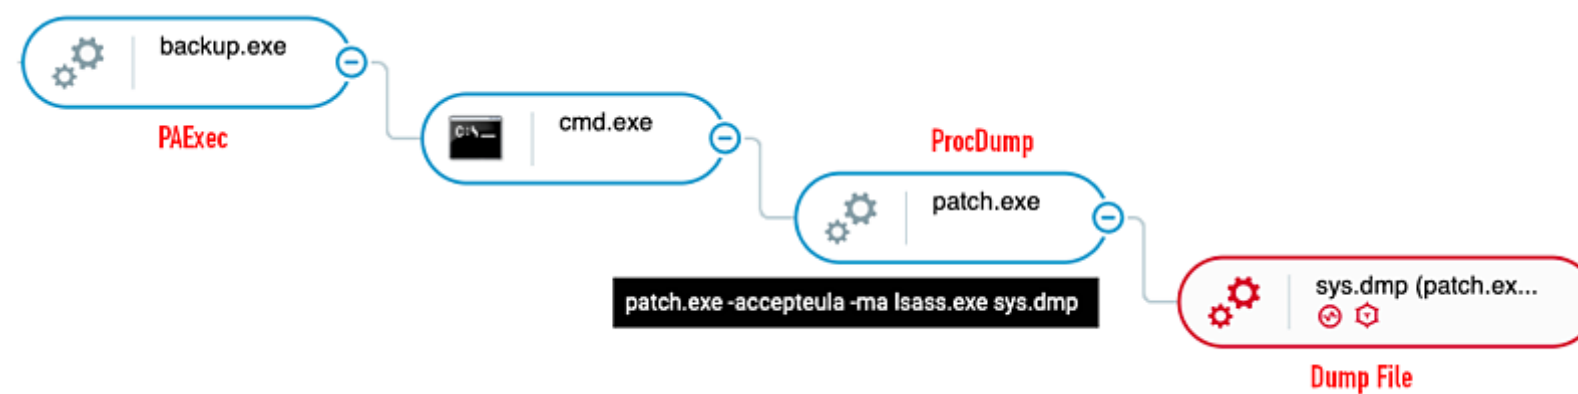 backup.exe
PAExec
C:\_
cmd.exe
ProcDump
patch.exe
patch.exe -accepteula -ma lsass.exe sys.dmp
sys.dmp (patch.ex...
Dump File